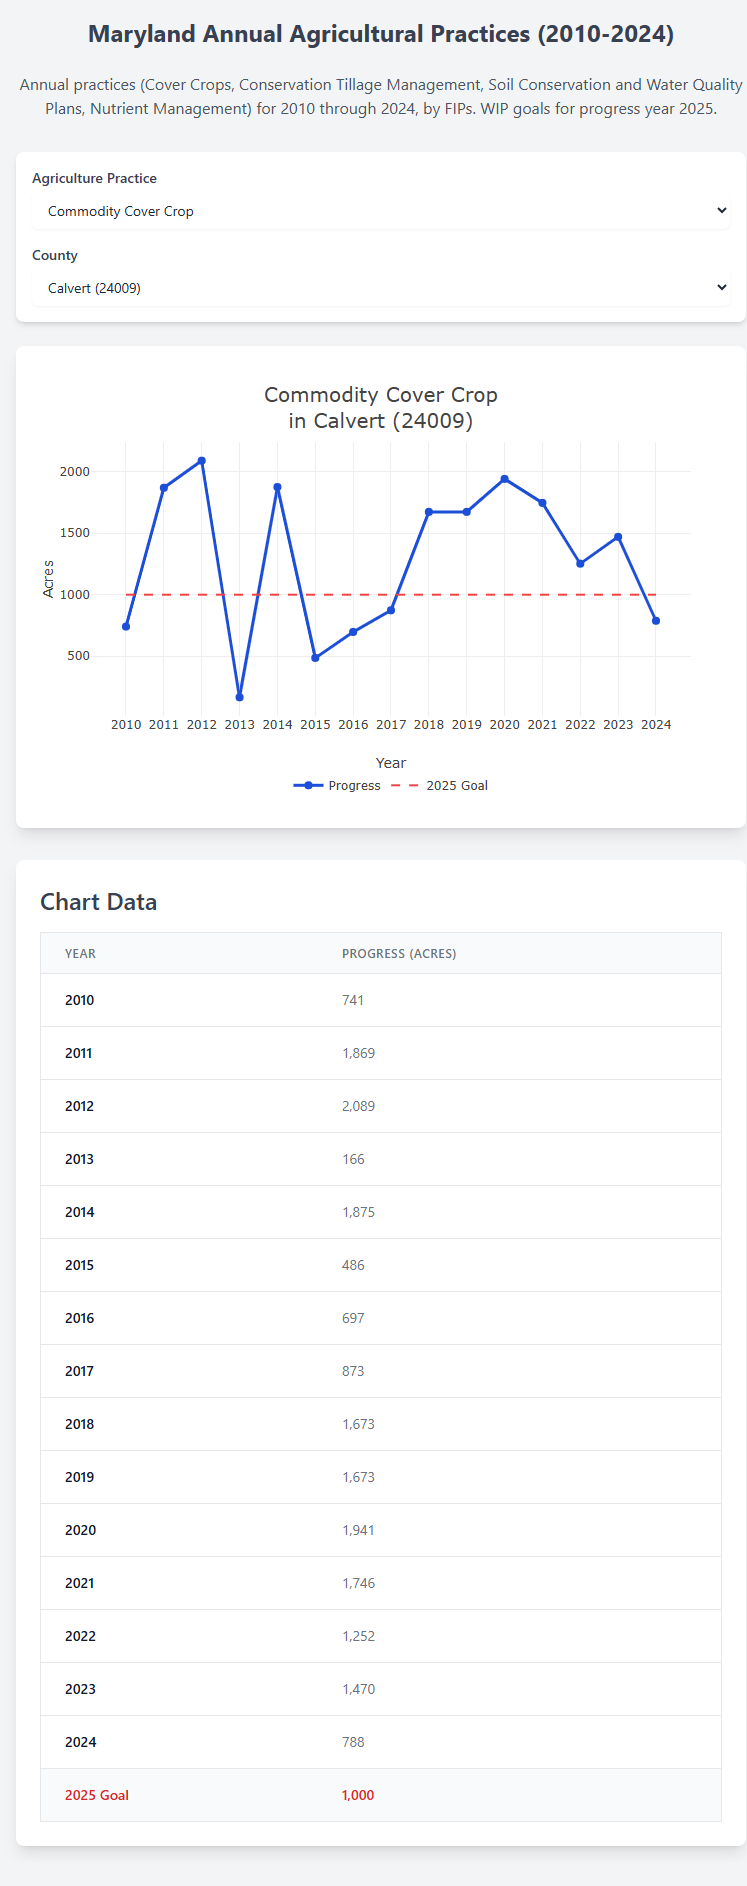 Maryland Annual Agricultural Practices (2010-2024)
Annual practices (Cover Crops, Conservation Tillage Management, Soil Conservation and Water Quality
Plans, Nutrient Management) for 2010 through 2024, by FIPs. WIP goals for progress year 2025.
Agriculture Practice
Commodity Cover Crop
County
Calvert (24009)
Commodity Cover Crop
in Calvert (24009)
2000
1500
1000
500
Acres
2010 2011 2012 2013 2014 2015 2016 2017 2018 2019 2020 2021 2022 2023 2024
Year
Progress 2025 Goal
Chart Data
YEAR PROGRESS (ACRES)
2010 741
2011 1,869
2012 2,089
2013 166
2014 1,875
2015 486
2016 697
2017 873
2018 1,673
2019 1,673
2020 1,941
2021 1,746
2022 1,252
2023 1,470
2024 788
2025 Goal 1,000